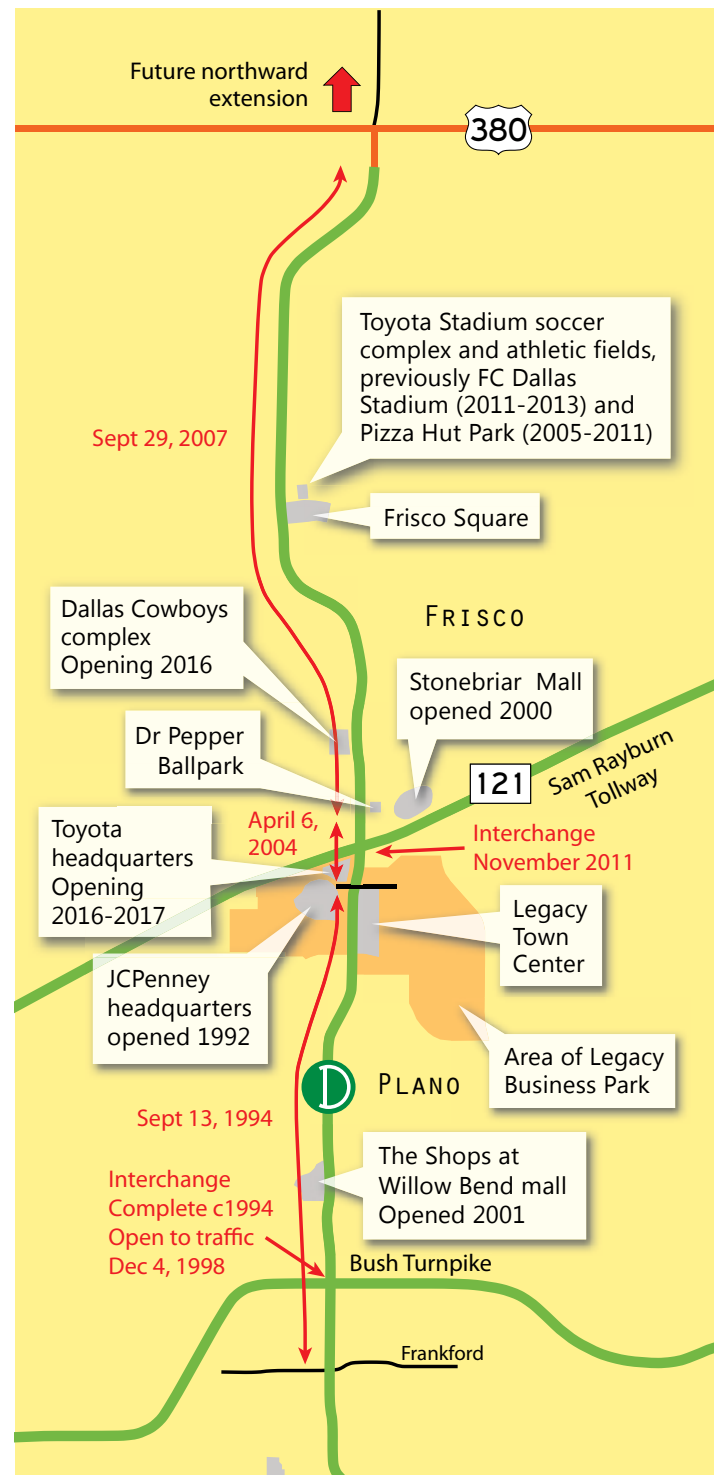 Future northward
extension
380
Toyota Stadium soccer
complex and athletic fields,
previously FC Dallas
Stadium (2011-2013) and
Pizza Hut Park (2005-2011)
Sept 29, 2007
Frisco Square
FRISCO
Dallas Cowboys
complex
Opening 2016
Stonebriar Mall
opened 2000
Dr Pepper
Ballpark
121
Sam Rayburn
Tollway
April 6,
2004
Interchange
November 2011
Toyota
headquarters
Opening
2016-2017
Legacy
Town
Center
JCPenney
headquarters
opened 1992
Area of Legacy
Business Park
D
PLANO
Sept 13, 1994
The Shops at
Willow Bend mall
Opened 2001
Interchange
Complete c1994
Open to traffic
Dec 4, 1998
Bush Turnpike
Frankford